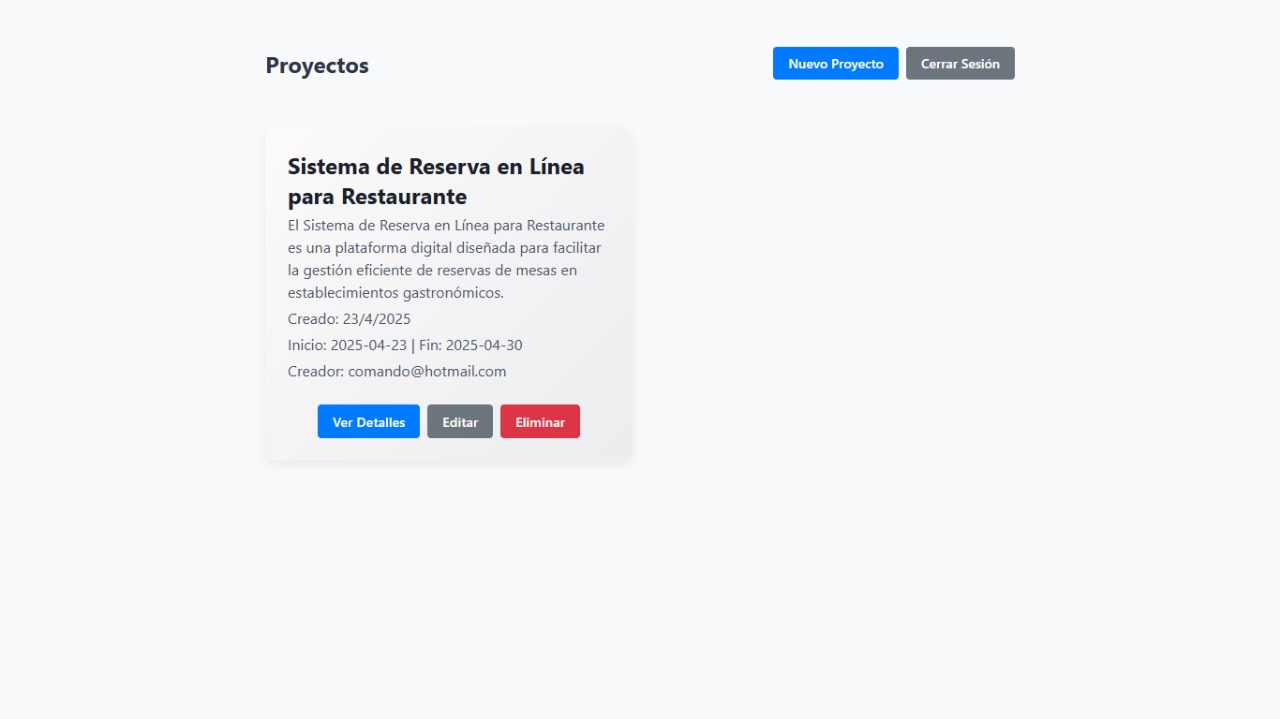 Proyectos
Nuevo Proyecto
Cerrar Sesión
Sistema de Reserva en Línea
para Restaurante
El Sistema de Reserva en Línea para Restaurante
es una plataforma digital diseñada para facilitar
la gestión eficiente de reservas de mesas en
establecimientos gastronómicos.
Creado: 23/4/2025
Inicio: 2025-04-23 | Fin: 2025-04-30
Creador: comando@hotmail.com
Ver Detalles
Editar
Eliminar